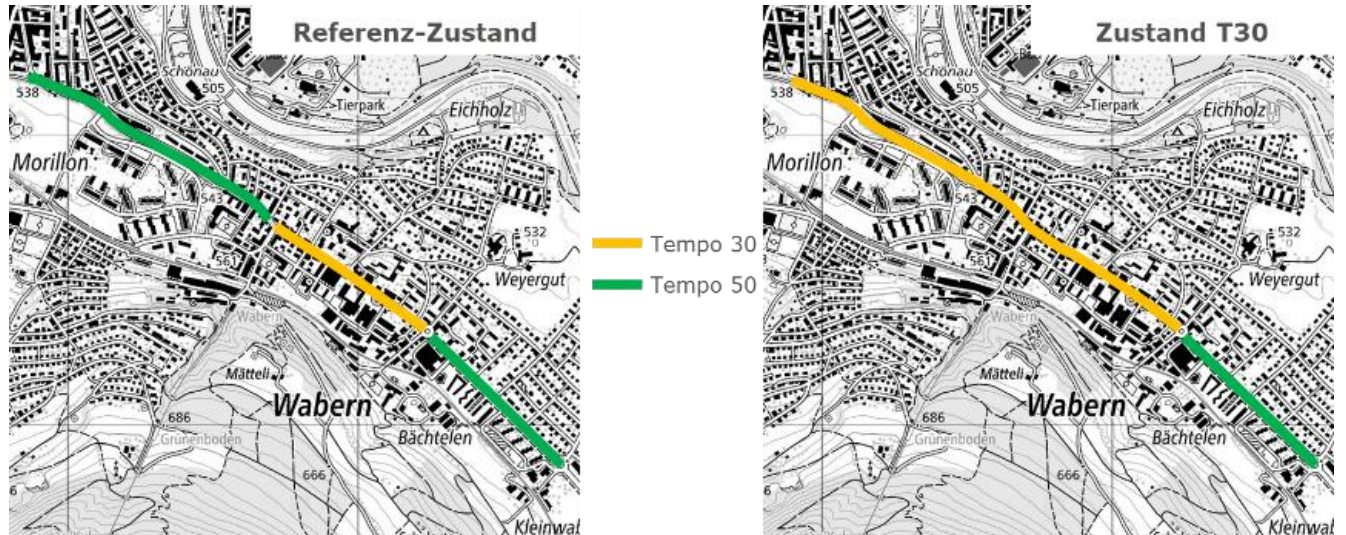 Referenz-Zustand
Schönau
505
538
Tierpark
Eichholz
Morillon
543
532
561
Weyergut
Wabern
Mätteli
Wabern
686
Bächtelen
Grünenboden
666
6
Kleinwab
Tempo 30
Tempo 50
Zustand T30
Schönau
505
538
Tierpark
Eichholz
Morillon
543
532
561
Weyergut
Wabern
Mätteli
Wabern
686
Bächtelen
Grünenboden
666
6
Kleinwab